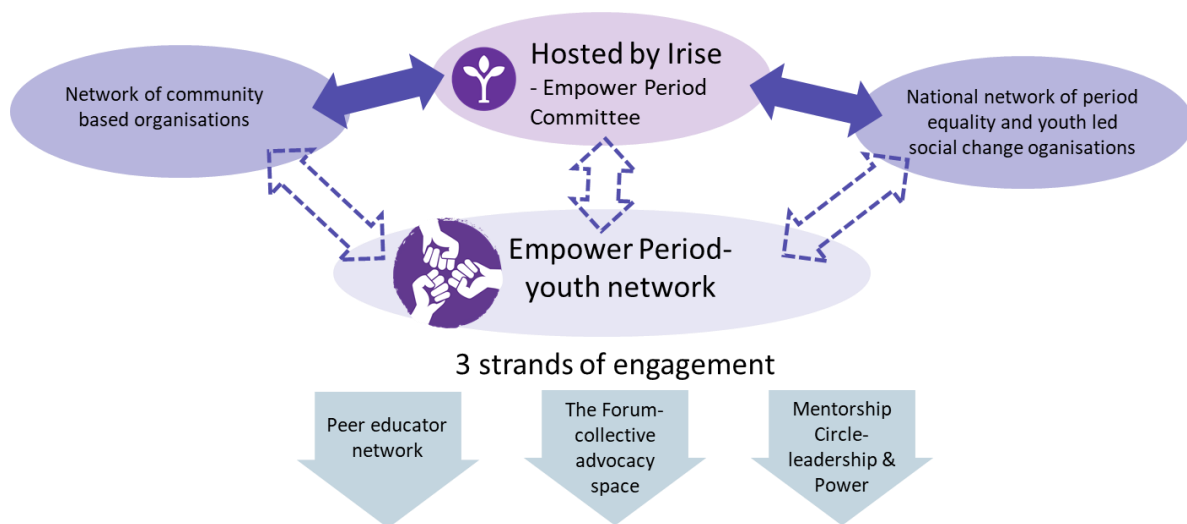 Hosted by Irise
- Empower Period
Committee
Network of community
based organisations
National network of period
equality and youth led
social change oganisations
Empower Period-
youth network
3 strands of engagement
Peer educator
network
The Forum-
collective
advocacy
space
Mentorship
Circle-
leadership &
Power